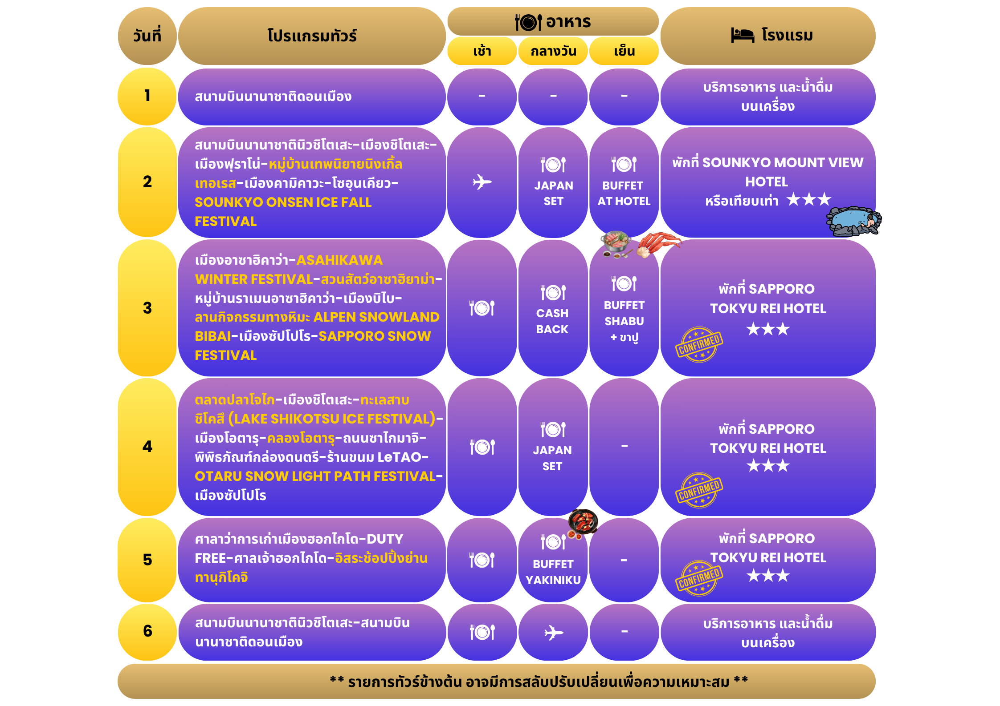 วันที่
โปรแกรมทัวร์
อาหาร
เช้า
กลางวัน
เย็น
โรงแรม
1
สนามบินนานาชาติดอนเมือง
-
-
-
บริการอาหาร และน้ำดื่ม
บนเครื่อง
2
สนามบินนานาชาตินิวชิโตเสะ-เมืองชิโตเสะ-
เมืองฟุราโน่-หมู่บ้านเทพนิยายนิงเกิ้ล
เทอเรส-เมืองคามิคาวะ-โซอุนเคียว-
SOUNKYO ONSEN ICE FALL
FESTIVAL
JAPAN
SET
BUFFET
AT HOTEL
พักที่ SOUNKYO MOUNT VIEW
HOTEL
หรือเทียบเท่า ★★★
3
เมืองอาซาฮิคาว่า-ASAHIKAWA
WINTER FESTIVAL-สวนสัตว์อาซาฮิยาม่า-
หมู่บ้านราเมนอาซาฮิคาว่า-เมืองบิไบ-
ลานกิจกรรมทางหิมะ ALPEN SNOWLAND
BIBAI-เมืองซัปโปโร-SAPPORO SNOW
FESTIVAL
CASH
BACK
BUFFET
SHABU
+ ขาปู
พักที่ SAPPORO
TOKYU REI HOTEL
★★★
CONFIRMED
4
ตลาดปลาโจไก-เมืองชิโตเสะ-ทะเลสาบ
ชิโคสึ (LAKE SHIKOTSU ICE FESTIVAL)-
เมืองโอตารุ-คลองโอตารุ-ถนนซาไกมาจิ-
พิพิธภัณฑ์กล่องดนตรี-ร้านขนม LeTAO-
OTARU SNOW LIGHT PATH FESTIVAL-
เมืองซัปโปโร
JAPAN
SET
-
พักที่ SAPPORO
TOKYU REI HOTEL
★★★
CONFIRMED
5
ศาลาว่าการเก่าเมืองฮอกไกโด-DUTY
FREE-ศาลเจ้าฮอกไกโด-อิสระช้อปปิ้งย่าน
ทานุกิโคจิ
BUFFET
YAKINIKU
-
พักที่ SAPPORO
TOKYU REI HOTEL
★★★
CONFIRMED
6
สนามบินนานาชาตินิวชิโตเสะ-สนามบิน
นานาชาติดอนเมือง
-
บริการอาหาร และน้ำดื่ม
บนเครื่อง
** รายการทัวร์ข้างต้น อาจมีการสลับปรับเปลี่ยนเพื่อความเหมาะสม **